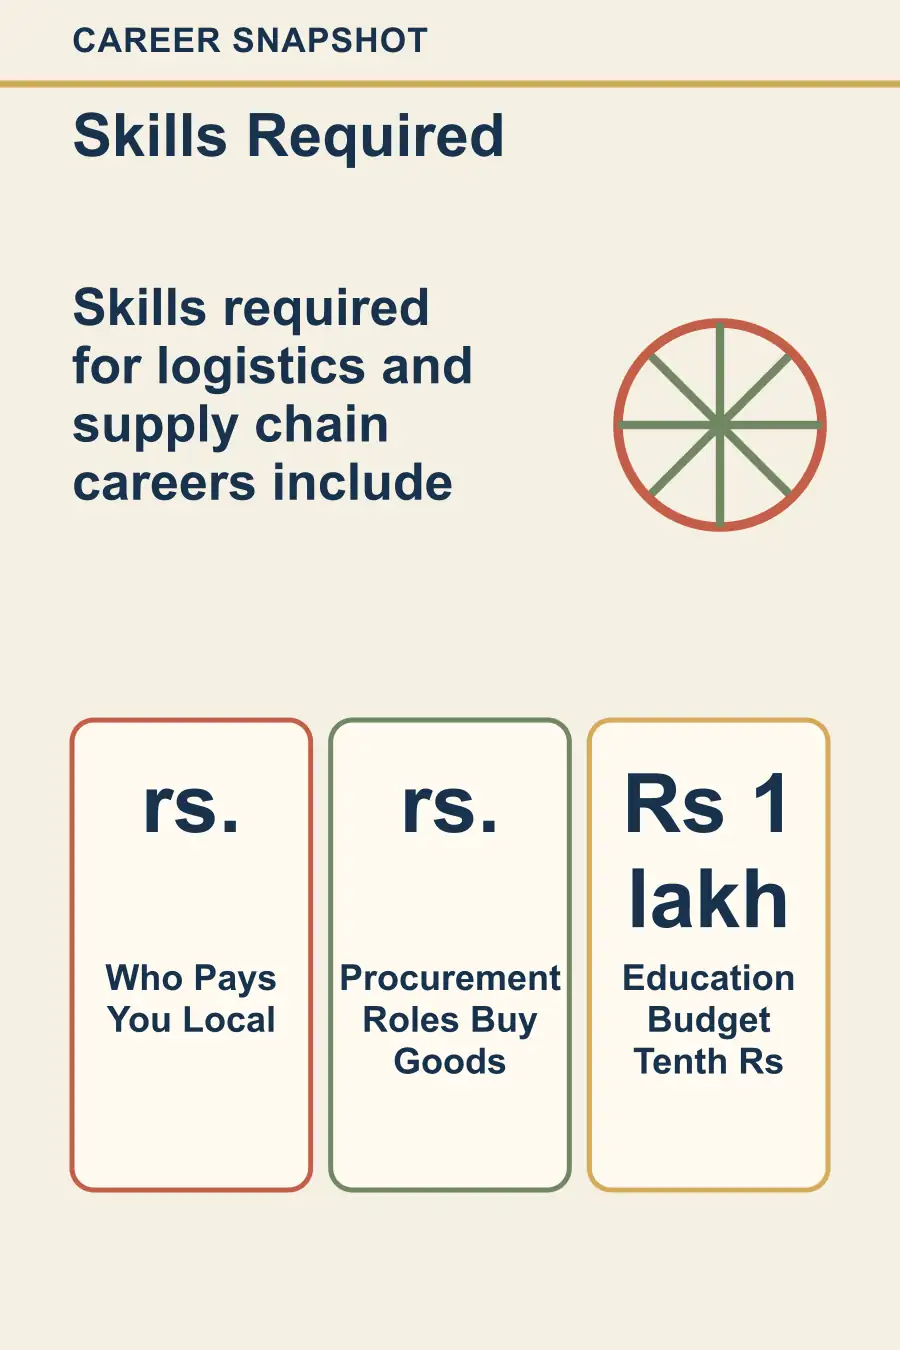 CAREER SNAPSHOT
Skills Required
Skills required
for logistics and
supply chain
careers include
rs.
Who Pays
You Local
rs.
Procurement
Roles Buy
Goods
Rs 1
lakh
Education
Budget
Tenth Rs